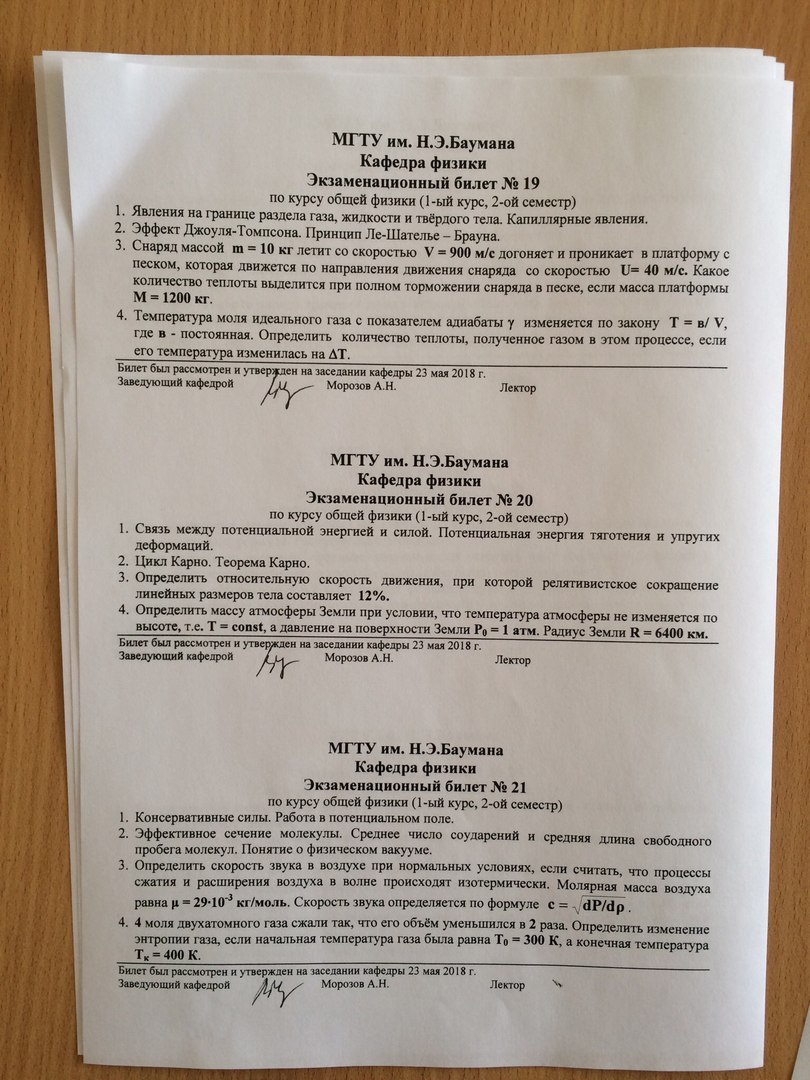 МГТУ им. Н.Э.Баумана
Кафедра физики
Экзаменационный билет № 19
по курсу общей физики (1-ый курс, 2-ой семестр)
1. Явления на границе раздела газа, жидкости и твёрдого тела. Капиллярные явления.
2. Эффект Джоуля-Томпсона. Принцип Ле-Шателье – Брауна.
3. Снаряд массой m = 10 кг летит со скоростью V = 900 м/с догоняет и проникает в платформу с
песком, которая движется по направления движения снаряда со скоростью U= 40 м/с. Какое
количество теплоты выделится при полном торможении снаряда в песке, если масса платформы
M = 1200 кг.
4. Температура моля идеального газа с показателем адиабаты γ изменяется по закону T = в/ V,
где в - постоянная. Определить количество теплоты, полученное газом в этом процессе, если
его температура изменилась на ΔT.
Билет был рассмотрен и утвержден на заседании кафедры 23 мая 2018 г.
Заведующий кафедрой Морозов А.Н. Лектор
МГТУ им. Н.Э.Баумана
Кафедра физики
Экзаменационный билет № 20
по курсу общей физики (1-ый курс, 2-ой семестр)
1. Связь между потенциальной энергией и силой. Потенциальная энергия тяготения и упругих
деформаций.
2. Цикл Карно. Теорема Карно.
3. Определить относительную скорость движения, при которой релятивистское сокращение
линейных размеров тела составляет 12%.
4. Определить массу атмосферы Земли при условии, что температура атмосферы не изменяется по
высоте, т.е. T = const, а давление на поверхности Земли P₀ = 1 атм. Радиус Земли R = 6400 км.
Билет был рассмотрен и утвержден на заседании кафедры 23 мая 2018 г.
Заведующий кафедрой Морозов А.Н. Лектор
МГТУ им. Н.Э.Баумана
Кафедра физики
Экзаменационный билет № 21
по курсу общей физики (1-ый курс, 2-ой семестр)
1. Консервативные силы. Работа в потенциальном поле.
2. Эффективное сечение молекулы. Среднее число соударений и средняя длина свободного
пробега молекул. Понятие о физическом вакууме.
3. Определить скорость звука в воздухе при нормальных условиях, если считать, что процессы
сжатия и расширения воздуха в волне происходят изотермически. Молярная масса воздуха
равна μ = 29·10⁻³ кг/моль. Скорость звука определяется по формуле c = √dP/dρ .
4. 4 моля двухатомного газа сжали так, что его объём уменьшился в 2 раза. Определить изменение
энтропии газа, если начальная температура газа была равна T₀ = 300 К, а конечная температура
Tₖ = 400 К.
Билет был рассмотрен и утвержден на заседании кафедры 23 мая 2018 г.
Заведующий кафедрой Морозов А.Н. Лектор